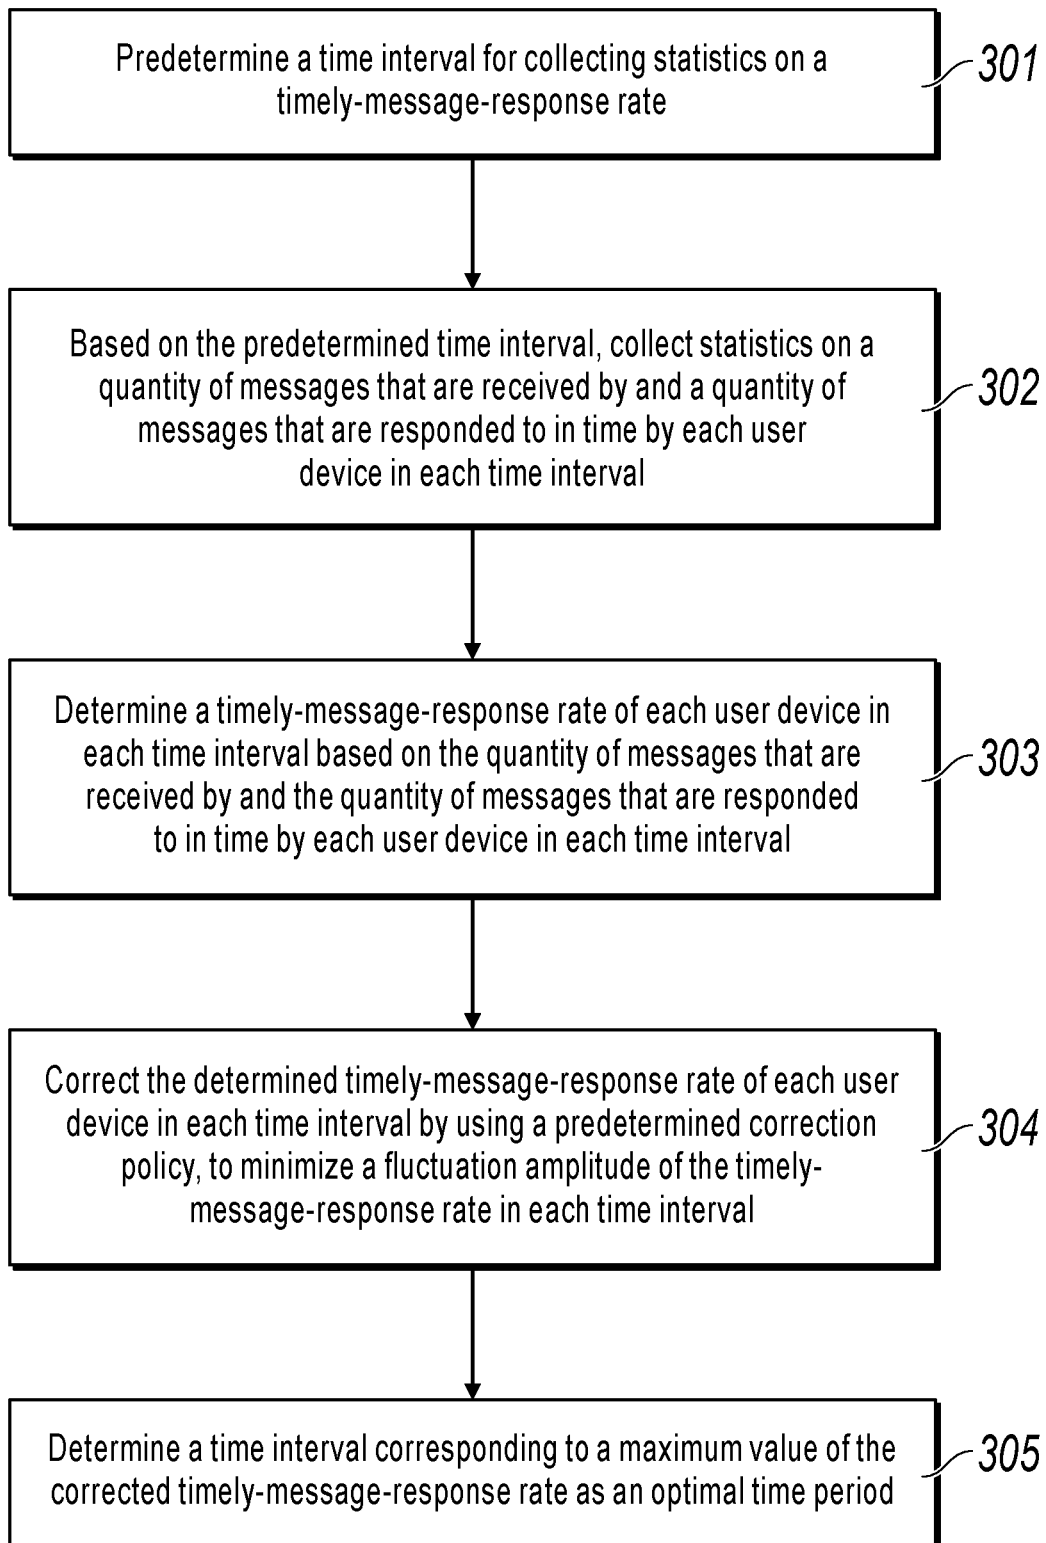 Predetermine a time interval for collecting statistics on a
timely-message-response rate
301
Based on the predetermined time interval, collect statistics on a
quantity of messages that are received by and a quantity of
messages that are responded to in time by each user
device in each time interval
302
Determine a timely-message-response rate of each user device in
each time interval based on the quantity of messages that are
received by and the quantity of messages that are responded
to in time by each user device in each time interval
303
Correct the determined timely-message-response rate of each user
device in each time interval by using a predetermined correction
policy, to minimize a fluctuation amplitude of the timely-
message-response rate in each time interval
304
Determine a time interval corresponding to a maximum value of the
corrected timely-message-response rate as an optimal time period
305